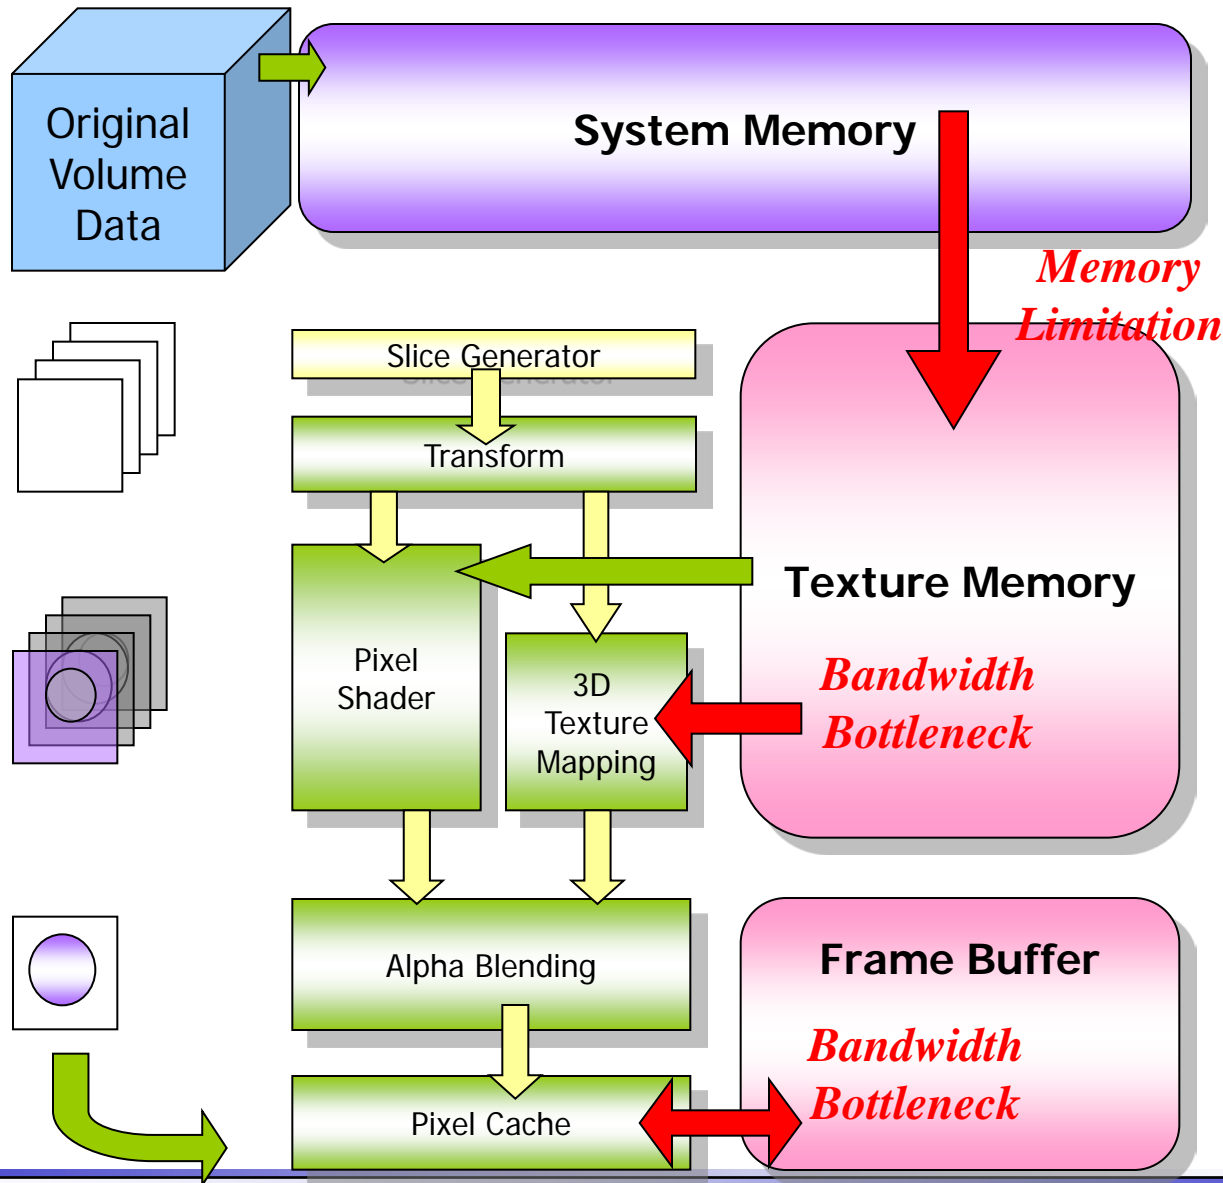 Original
Volume
Data
System Memory
Memory
Limitation
Slice Generator
Transform
Texture Memory
Pixel
Shader
3D
Texture
Mapping
Bandwidth
Bottleneck
Alpha Blending
Frame Buffer
Bandwidth
Bottleneck
Pixel Cache